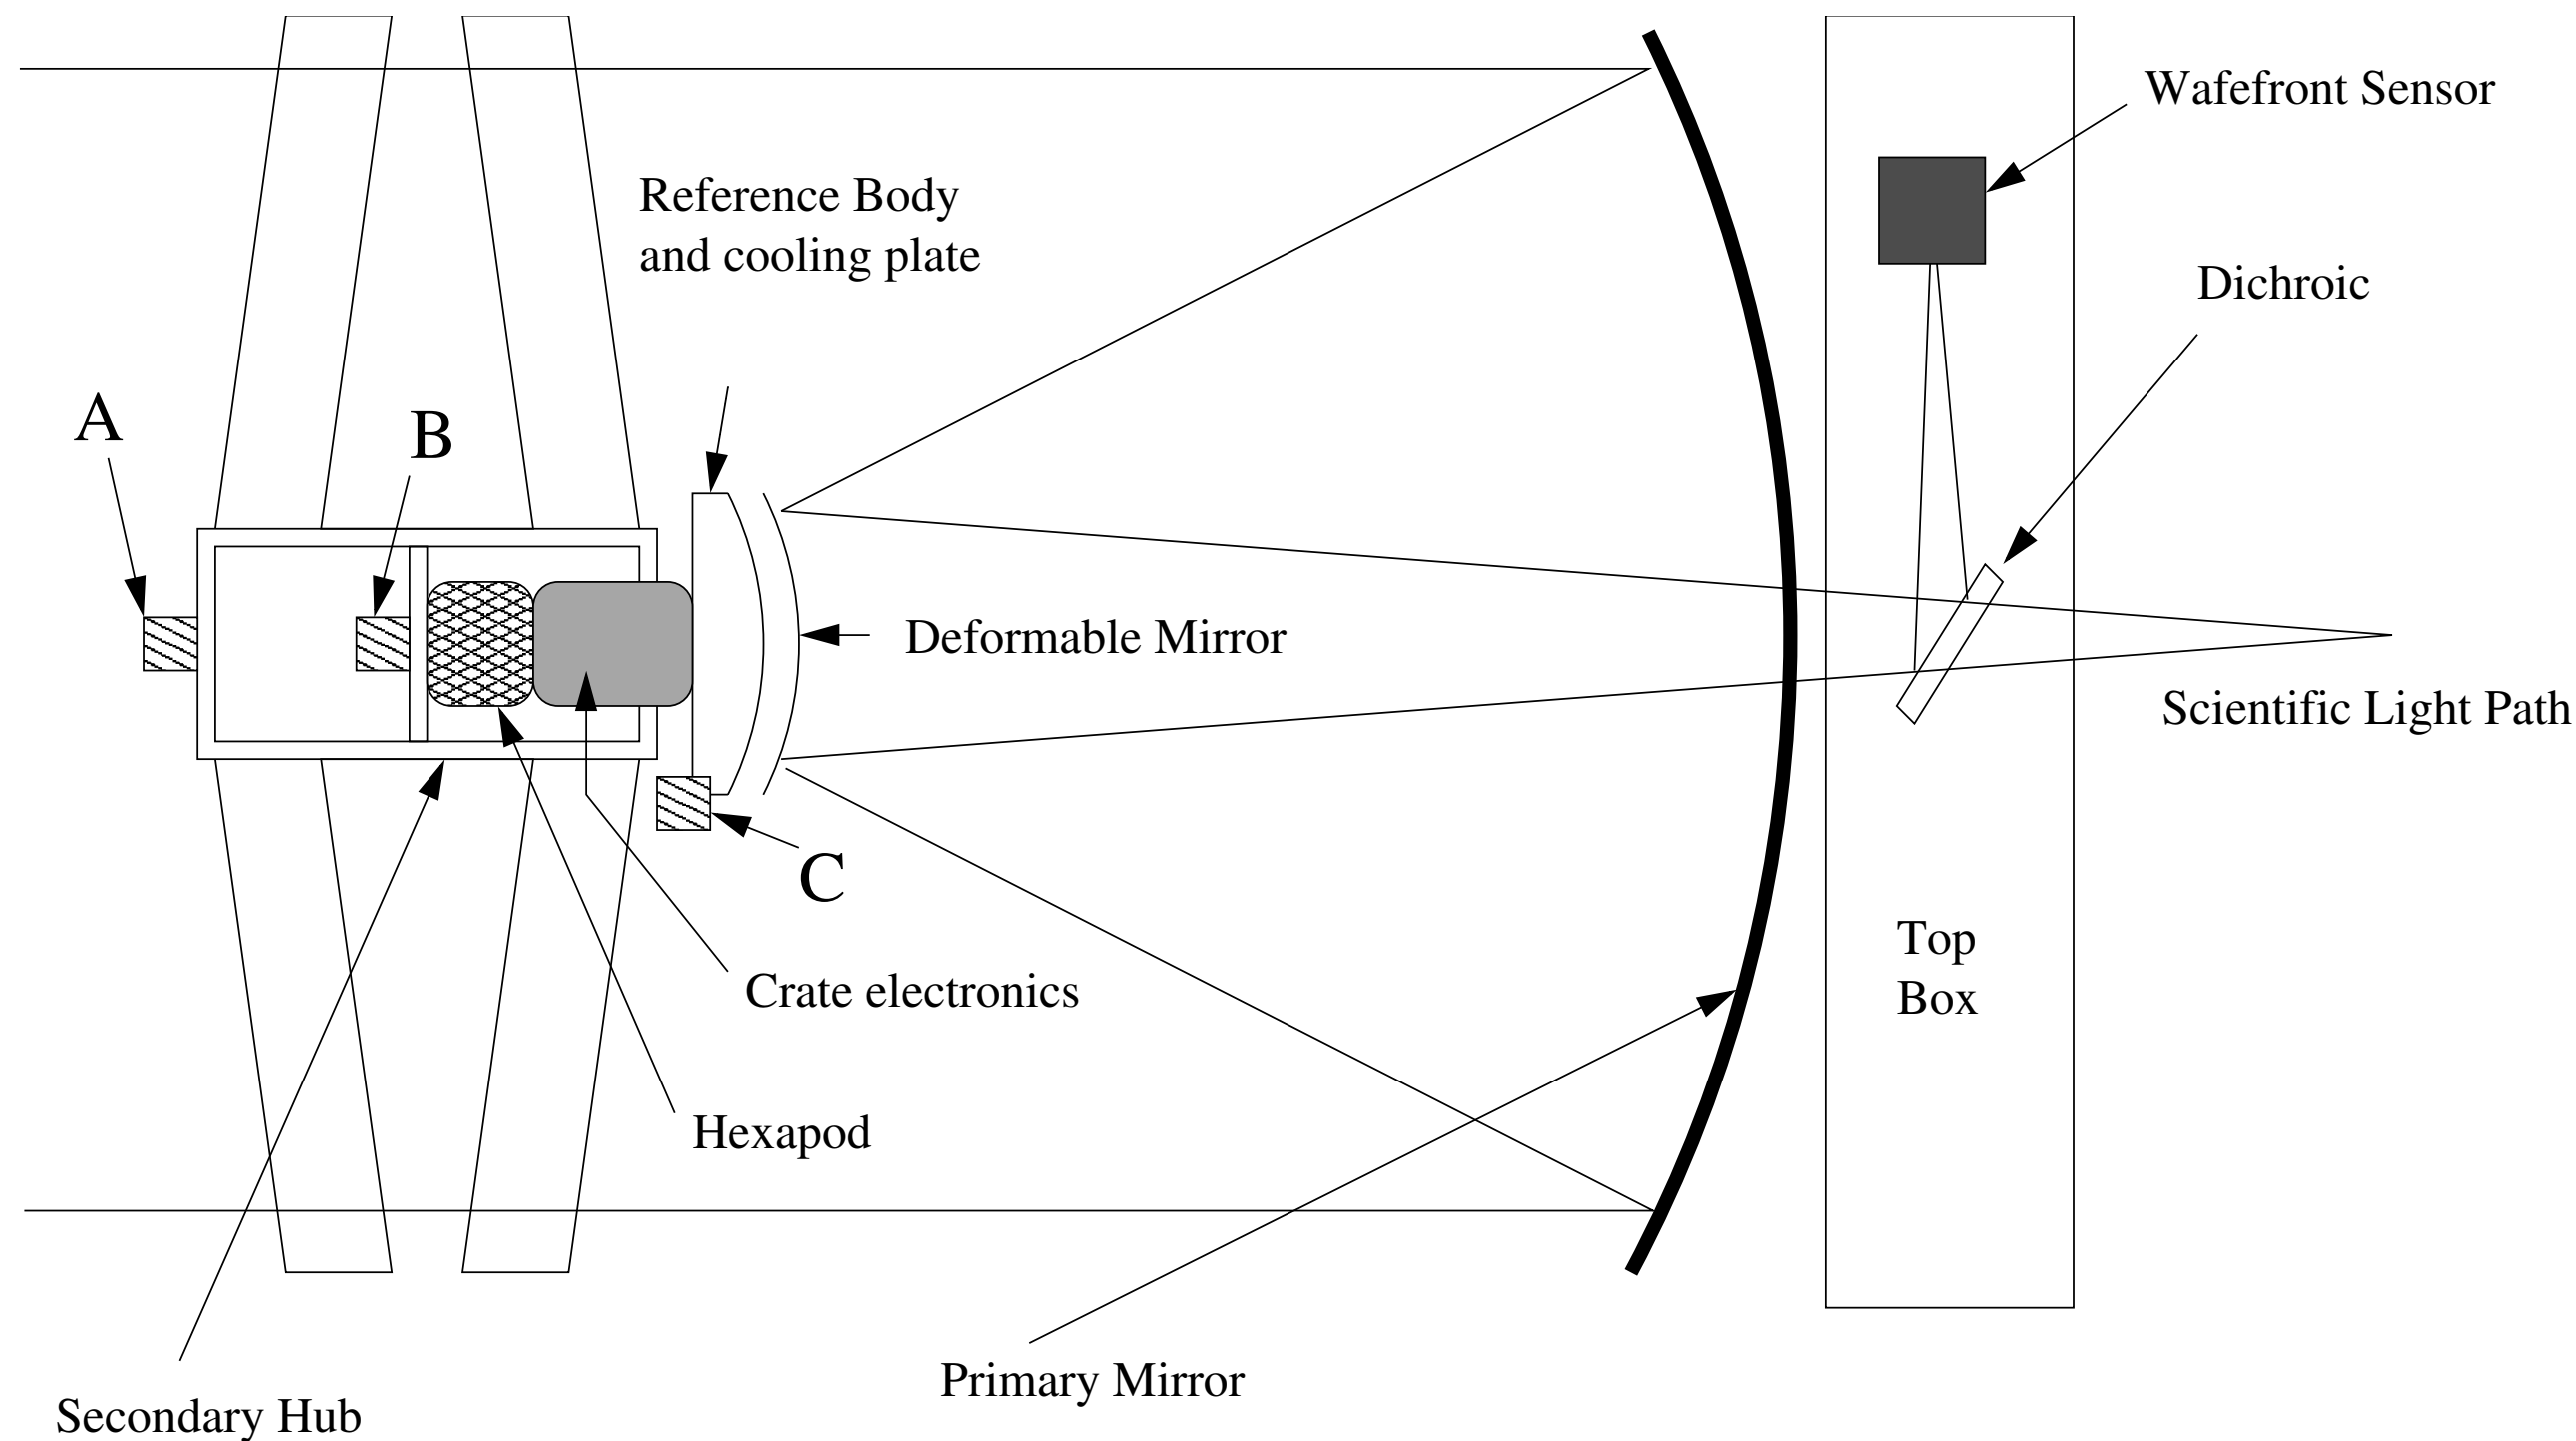 Wafefront Sensor
Reference Body
and cooling plate
Dichroic
A
B
Deformable Mirror
Scientific Light Path
C
Top
Box
Crate electronics
Hexapod
Primary Mirror
Secondary Hub